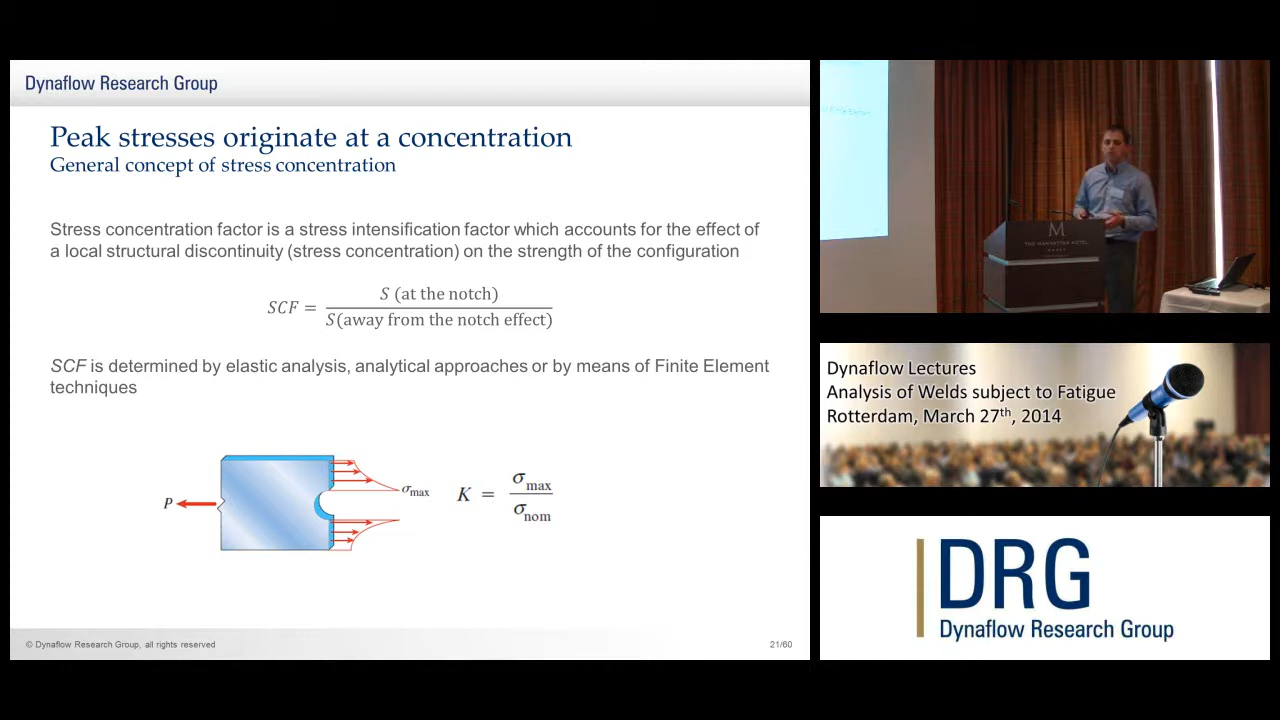 Dynaflow Research Group
Peak stresses originate at a concentration
General concept of stress concentration
Stress concentration factor is a stress intensification factor which accounts for the effect of
a local structural discontinuity (stress concentration) on the strength of the configuration
SCF = S (at the notch) / S(away from the notch effect)
SCF is determined by elastic analysis, analytical approaches or by means of Finite Element
techniques
P
σmax
K = σmax / σnom
© Dynaflow Research Group, all rights reserved
21/60
M
THE MANHATTAN HOTEL
Dynaflow Lectures
Analysis of Welds subject to Fatigue
Rotterdam, March 27th, 2014
DRG
Dynaflow Research Group